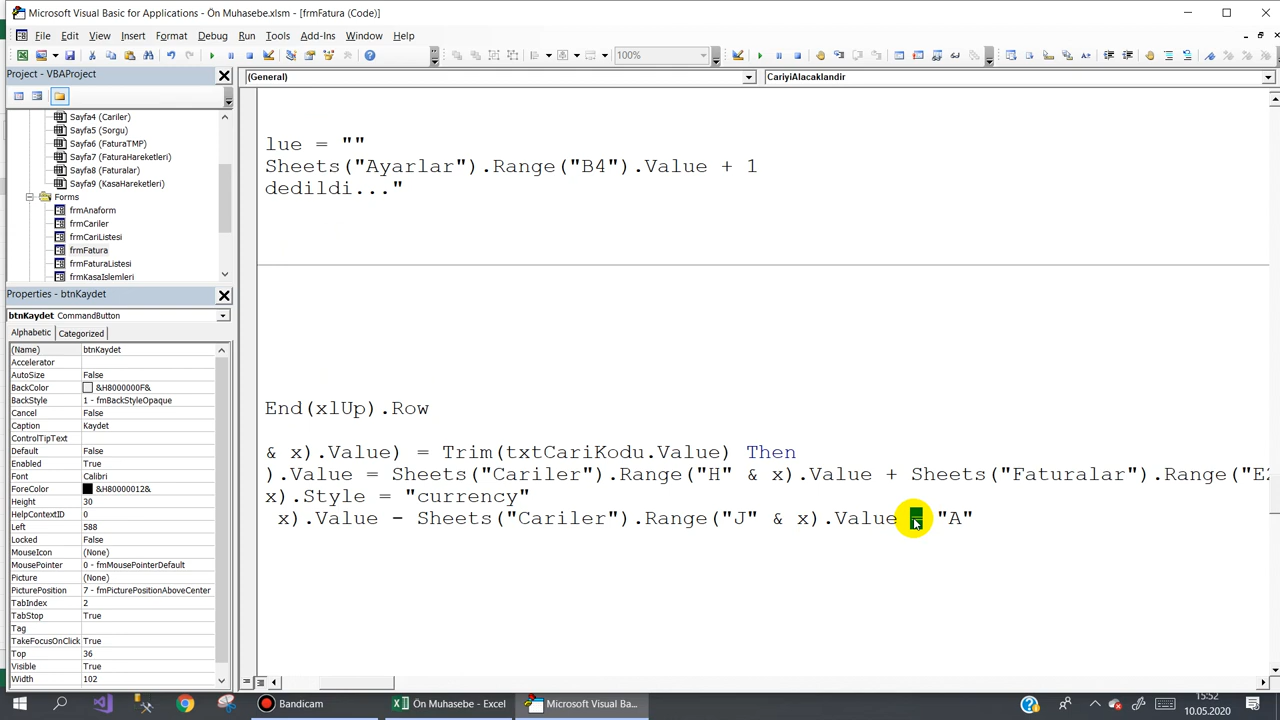 Microsoft Visual Basic for Applications - Ön Muhasebe.xlsm - [frmFatura (Code)]
File Edit View Insert Format Debug Run Tools Add-Ins Window Help
100%
Project - VBAProject
(General)
CariyiAlacaklandir
Sayfa4 (Cariler)
Sayfa5 (Sorgu)
Sayfa6 (FaturaTMP)
Sayfa7 (FaturaHareketleri)
Sayfa8 (Faturalar)
Sayfa9 (KasaHareketleri)
Forms
frmAnaform
frmCariler
frmCariListesi
frmFatura
frmFaturaListesi
frmKasaIslemleri
Properties - btnKaydet
btnKaydet CommandButton
Alphabetic Categorized
(Name) btnKaydet
Accelerator
AutoSize False
BackColor &H8000000F&
BackStyle 1 - fmBackStyleOpaque
Cancel False
Caption Kaydet
ControlTipText
Default False
Enabled True
Font Calibri
ForeColor &H80000012&
Height 30
HelpContextID 0
Left 588
Locked False
MouseIcon (None)
MousePointer 0 - fmMousePointerDefault
Picture (None)
PicturePosition 7 - fmPicturePositionAboveCenter
TabIndex 2
TabStop True
Tag
TakeFocusOnClick True
Top 36
Visible True
Width 102
lue = ""
Sheets("Ayarlar").Range("B4").Value + 1
dedildi..."
End(xlUp).Row
& x).Value) = Trim(txtCariKodu.Value) Then
).Value = Sheets("Cariler").Range("H" & x).Value + Sheets("Faturalar").Range("E2
x).Style = "currency"
x).Value - Sheets("Cariler").Range("J" & x).Value = "A"
Bandicam
Ön Muhasebe - Excel
Microsoft Visual Ba...
15:52
10.05.2020